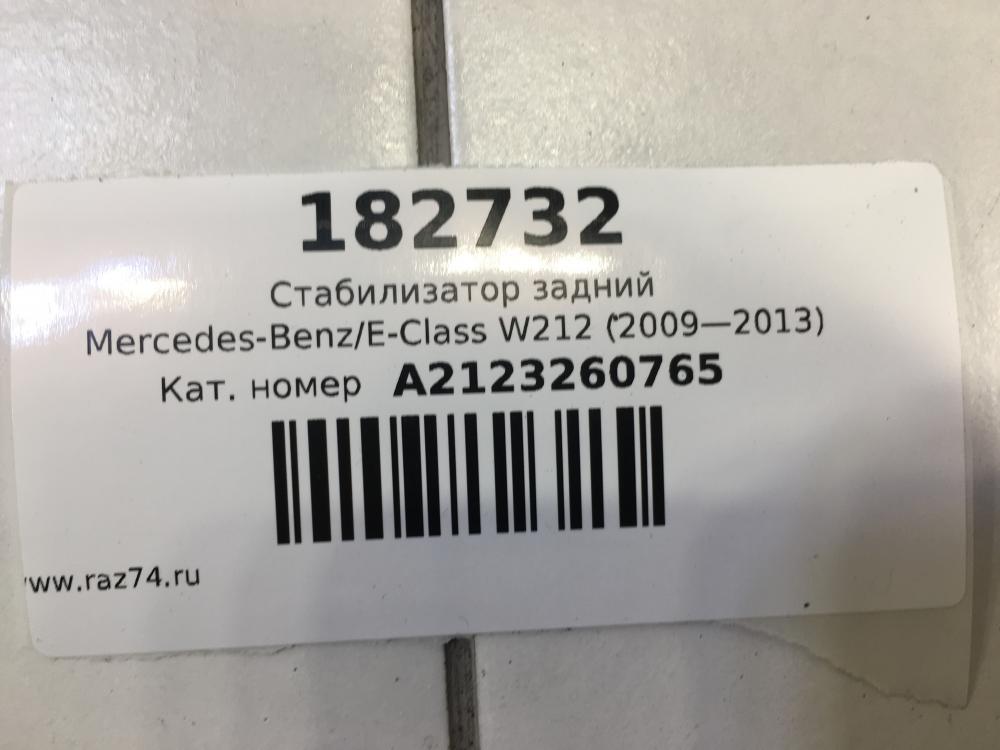 182732
Стабилизатор задний
Mercedes-Benz/E-Class W212 (2009—2013)
Кат. номер A2123260765
www.raz74.ru